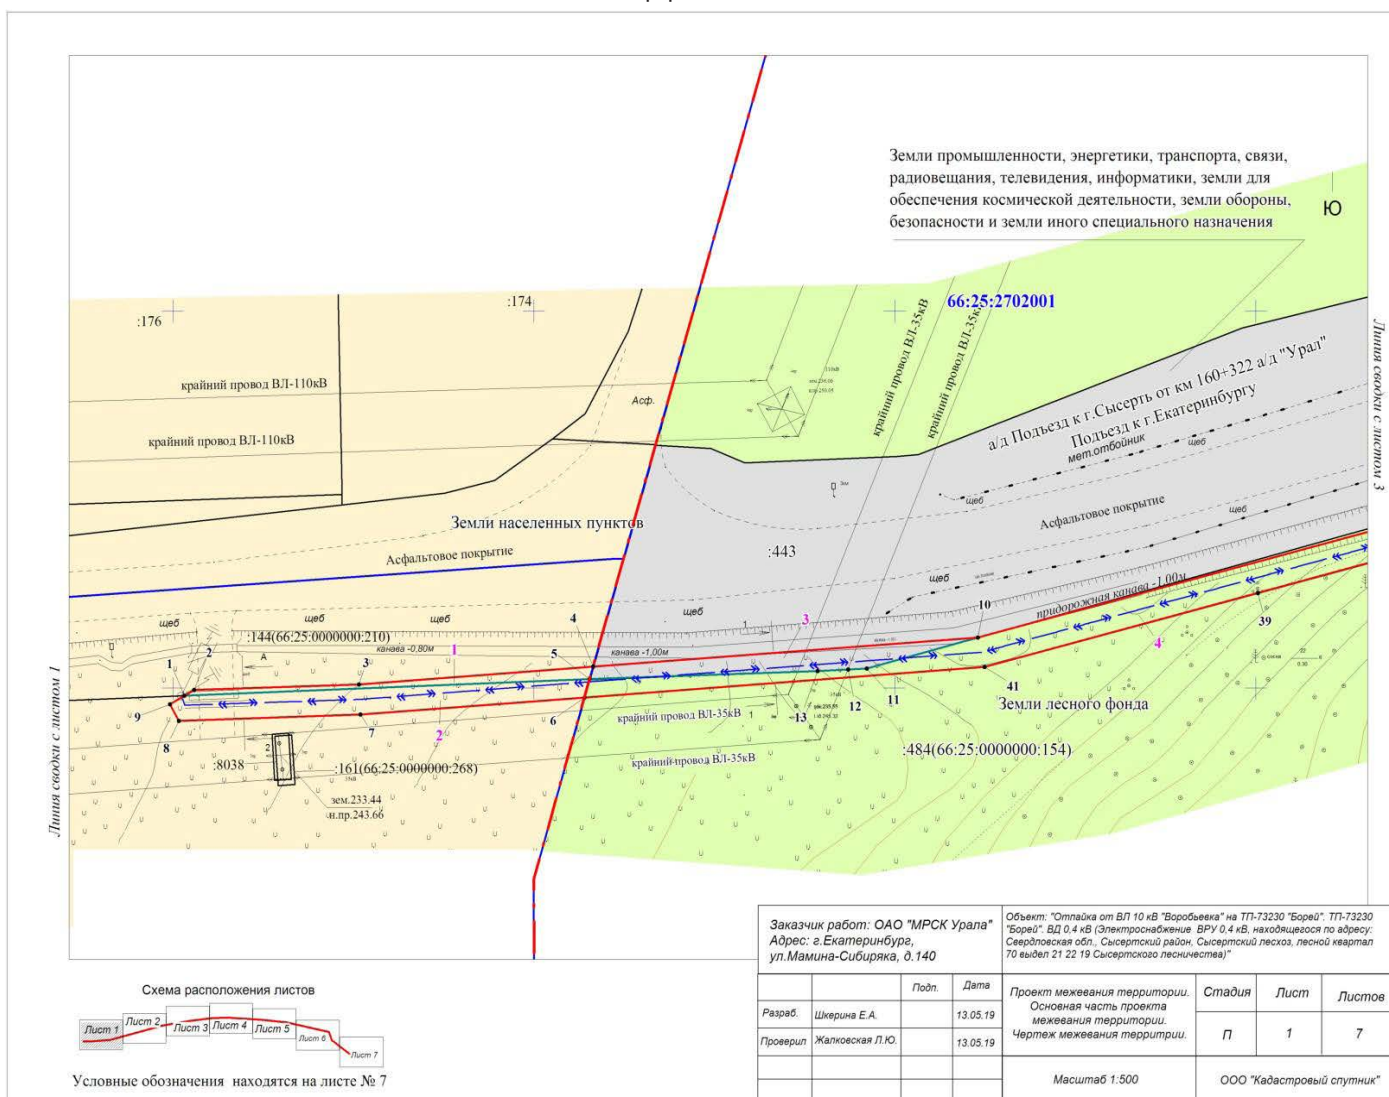 Земли промышленности, энергетики, транспорта, связи,
радиовещания, телевидения, информатики, земли для
обеспечения космической деятельности, земли обороны,
безопасности и земли иного специального назначения
Ю
66:25:2702001
:176
:174
крайний провод ВЛ-110кВ
крайний провод ВЛ-110кВ
Асф.
110кВ
крайний провод ВЛ-35кВ
крайний провод ВЛ-35кВ
а/д Подъезд к г.Сысерть от км 160+322 а/д "Урал"
Подъезд к г.Екатеринбургу
мет.отбойник
щеб
щеб
щеб
Асфальтовое покрытие
Линия сводки с листом 3
Земли населенных пунктов
Асфальтовое покрытие
:443
щеб
щеб
щеб
щеб
щеб
придорожная канава -1,00м
:144(66:25:0000000:210)
канава -0,80м
канава -1,00м
А
1
2
3
4
5
6
7
8
9
10
11
12
13
39
41
1
2
3
4
1
1
2
22
0.30
Линия сводки с листом 1
крайний провод ВЛ-35кВ
крайний провод ВЛ-35кВ
Земли лесного фонда
:484(66:25:0000000:154)
:8038
:161(66:25:0000000:268)
зем.233.44
н.пр.243.66
Схема расположения листов
Лист 1
Лист 2
Лист 3
Лист 4
Лист 5
Лист 6
Лист 7
Условные обозначения находятся на листе № 7
Заказчик работ: ОАО "МРСК Урала"
Адрес: г.Екатеринбург,
ул.Мамина-Сибиряка, д.140
Объект: "Отпайка от ВЛ 10 кВ "Воробьевка" на ТП-73230 "Борей". ТП-73230
"Борей". ВД 0,4 кВ (Электроснабжение ВРУ 0,4 кВ, находящегося по адресу:
Свердловская обл., Сысертский район, Сысертский лесхоз, лесной квартал
70 выдел 21 22 19 Сысертского лесничества)"
Подп.
Дата
Разраб.
Шкерина Е.А.
13.05.19
Проверил
Жалковская Л.Ю.
13.05.19
Проект межевания территории.
Основная часть проекта
межевания территории.
Чертеж межевания территрии.
Стадия
Лист
Листов
П
1
7
Масштаб 1:500
ООО "Кадастровый спутник"